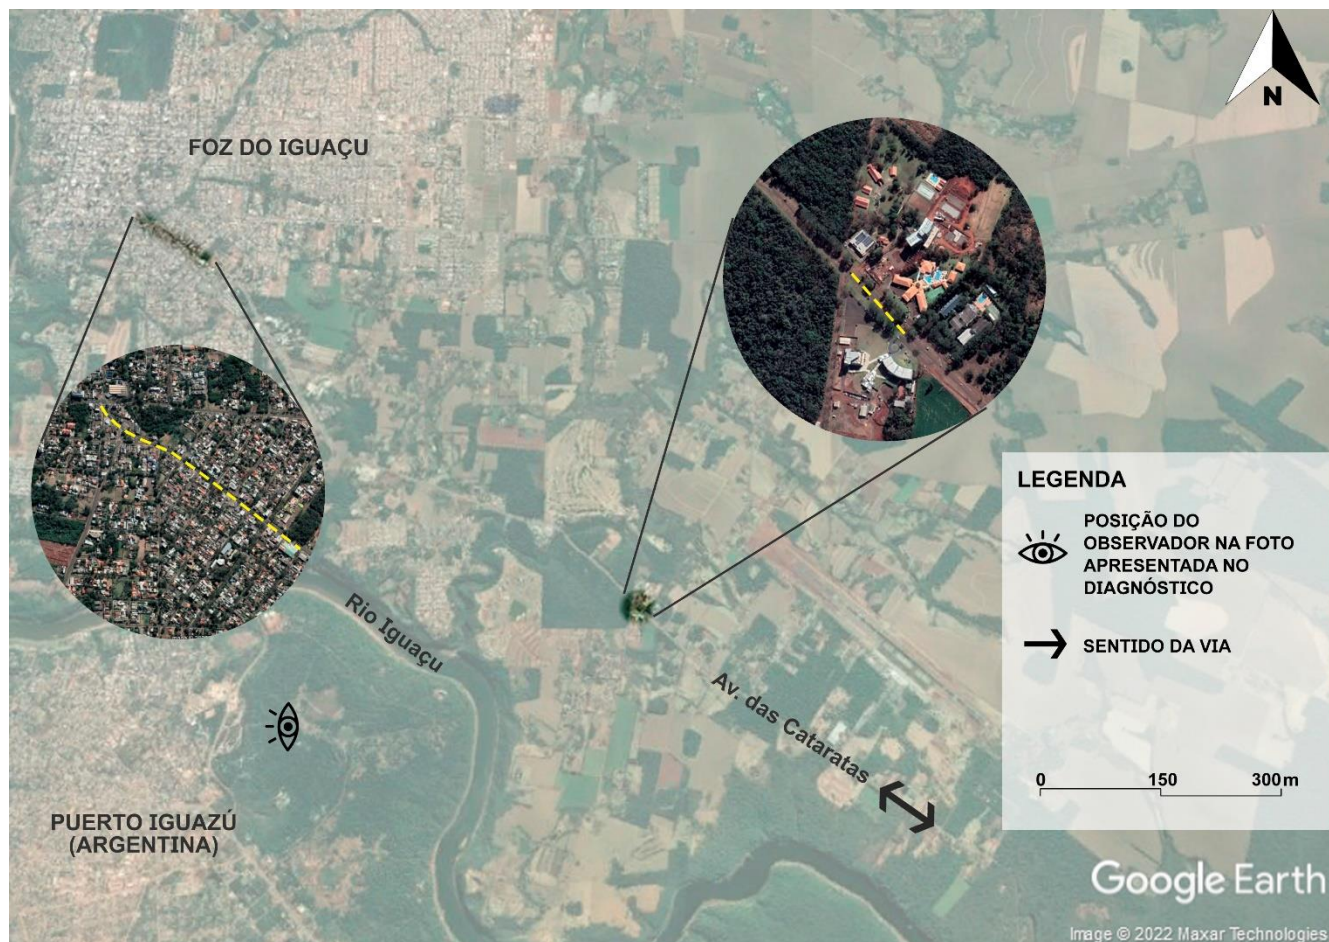 N
FOZ DO IGUAÇU
LEGENDA
POSIÇÃO DO
OBSERVADOR NA FOTO
APRESENTADA NO
DIAGNÓSTICO
SENTIDO DA VIA
Rio Iguaçu
Av. das Cataratas
0 150 300m
PUERTO IGUAZÚ
(ARGENTINA)
Google Earth
Image © 2022 Maxar Technologies